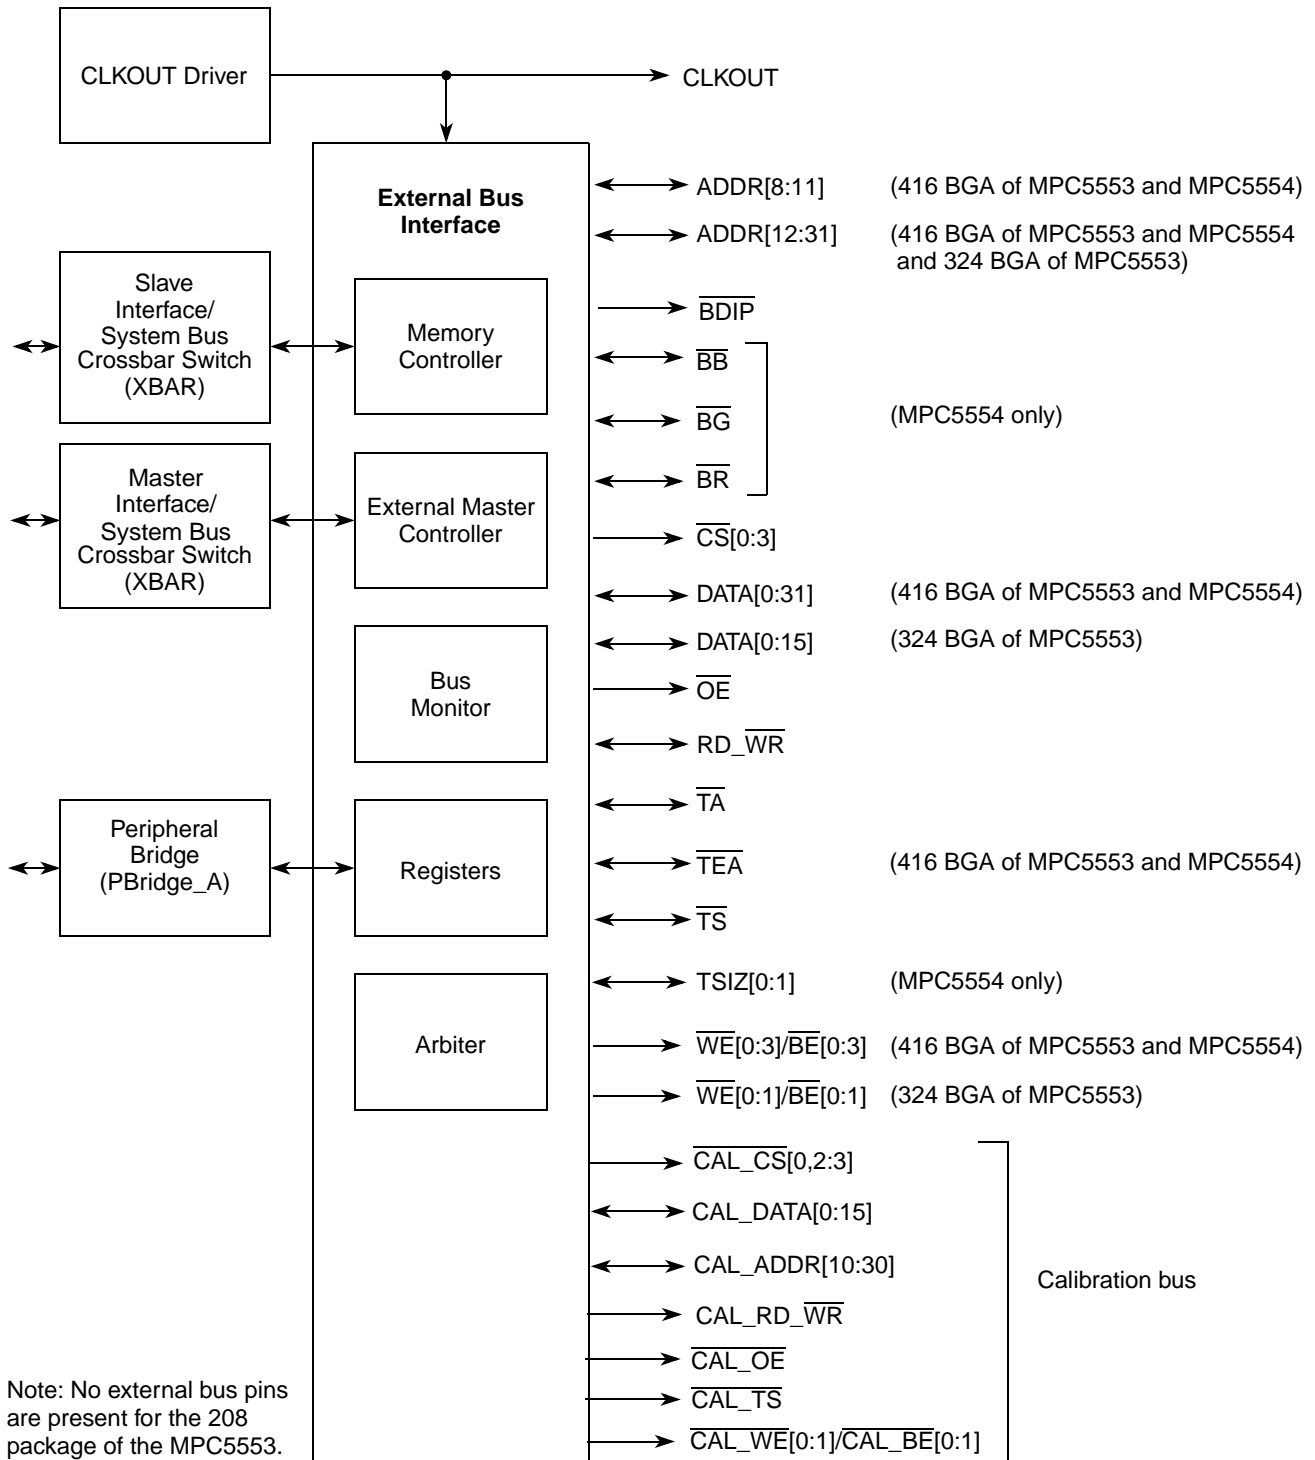 CLKOUT Driver
CLKOUT
External Bus
Interface
ADDR[8:11] (416 BGA of MPC5553 and MPC5554)
ADDR[12:31] (416 BGA of MPC5553 and MPC5554
and 324 BGA of MPC5553)
Slave
Interface/
System Bus
Crossbar Switch
(XBAR)
Memory
Controller
BDIP
BB
BG (MPC5554 only)
BR
Master
Interface/
System Bus
Crossbar Switch
(XBAR)
External Master
Controller
CS[0:3]
DATA[0:31] (416 BGA of MPC5553 and MPC5554)
DATA[0:15] (324 BGA of MPC5553)
Bus
Monitor
OE
RD_WR
TA
Peripheral
Bridge
(PBridge_A)
Registers
TEA (416 BGA of MPC5553 and MPC5554)
TS
TSIZ[0:1] (MPC5554 only)
Arbiter
WE[0:3]/BE[0:3] (416 BGA of MPC5553 and MPC5554)
WE[0:1]/BE[0:1] (324 BGA of MPC5553)
CAL_CS[0,2:3]
CAL_DATA[0:15]
CAL_ADDR[10:30]
Calibration bus
CAL_RD_WR
CAL_OE
CAL_TS
CAL_WE[0:1]/CAL_BE[0:1]
Note: No external bus pins
are present for the 208
package of the MPC5553.